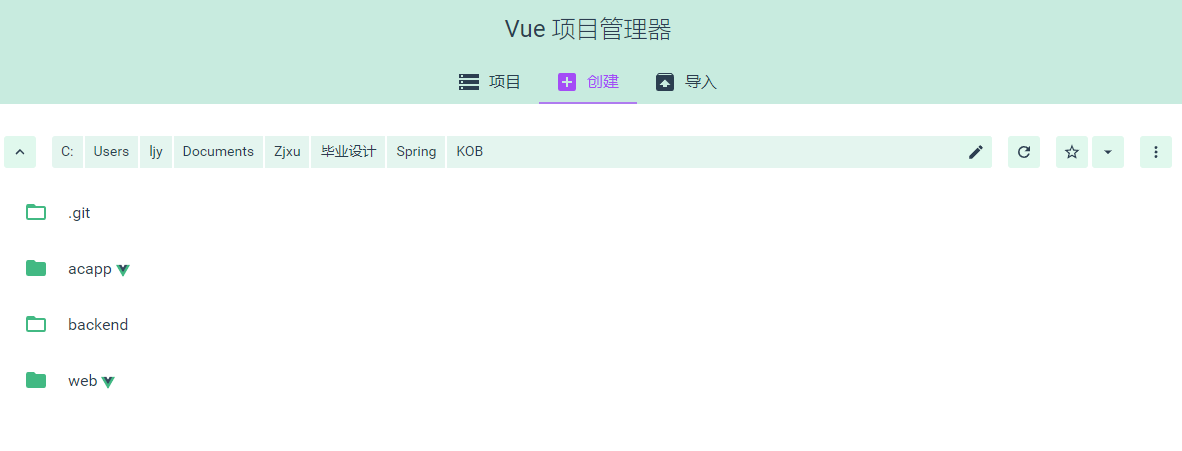 Vue 项目管理器
项目 创建 导入
C: Users ljy Documents Zjxu 毕业设计 Spring KOB
.git
acapp
backend
web